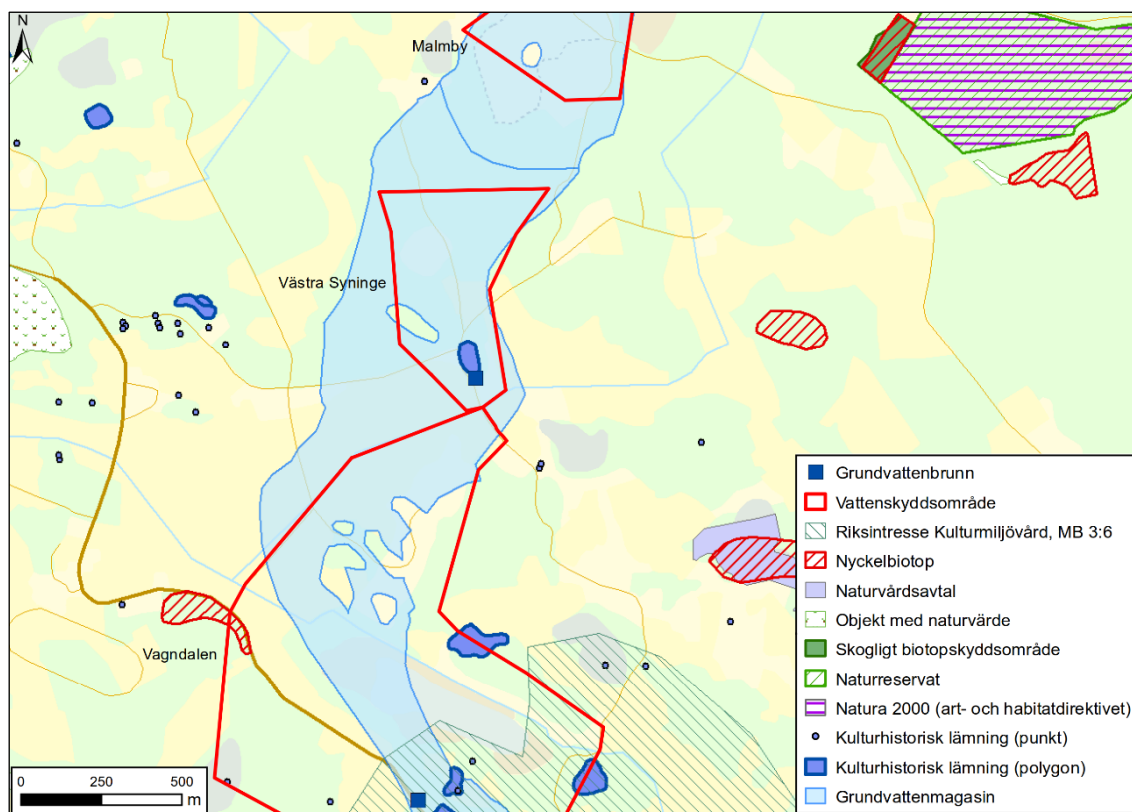 N
Malmby
Västra Syninge
Vagndalen
0 250 500
m
Grundvattenbrunn
Vattenskyddsområde
Riksintresse Kulturmiljövård, MB 3:6
Nyckelbiotop
Naturvårdsavtal
Objekt med naturvärde
Skogligt biotopskyddsområde
Naturreservat
Natura 2000 (art- och habitatdirektivet)
Kulturhistorisk lämning (punkt)
Kulturhistorisk lämning (polygon)
Grundvattenmagasin